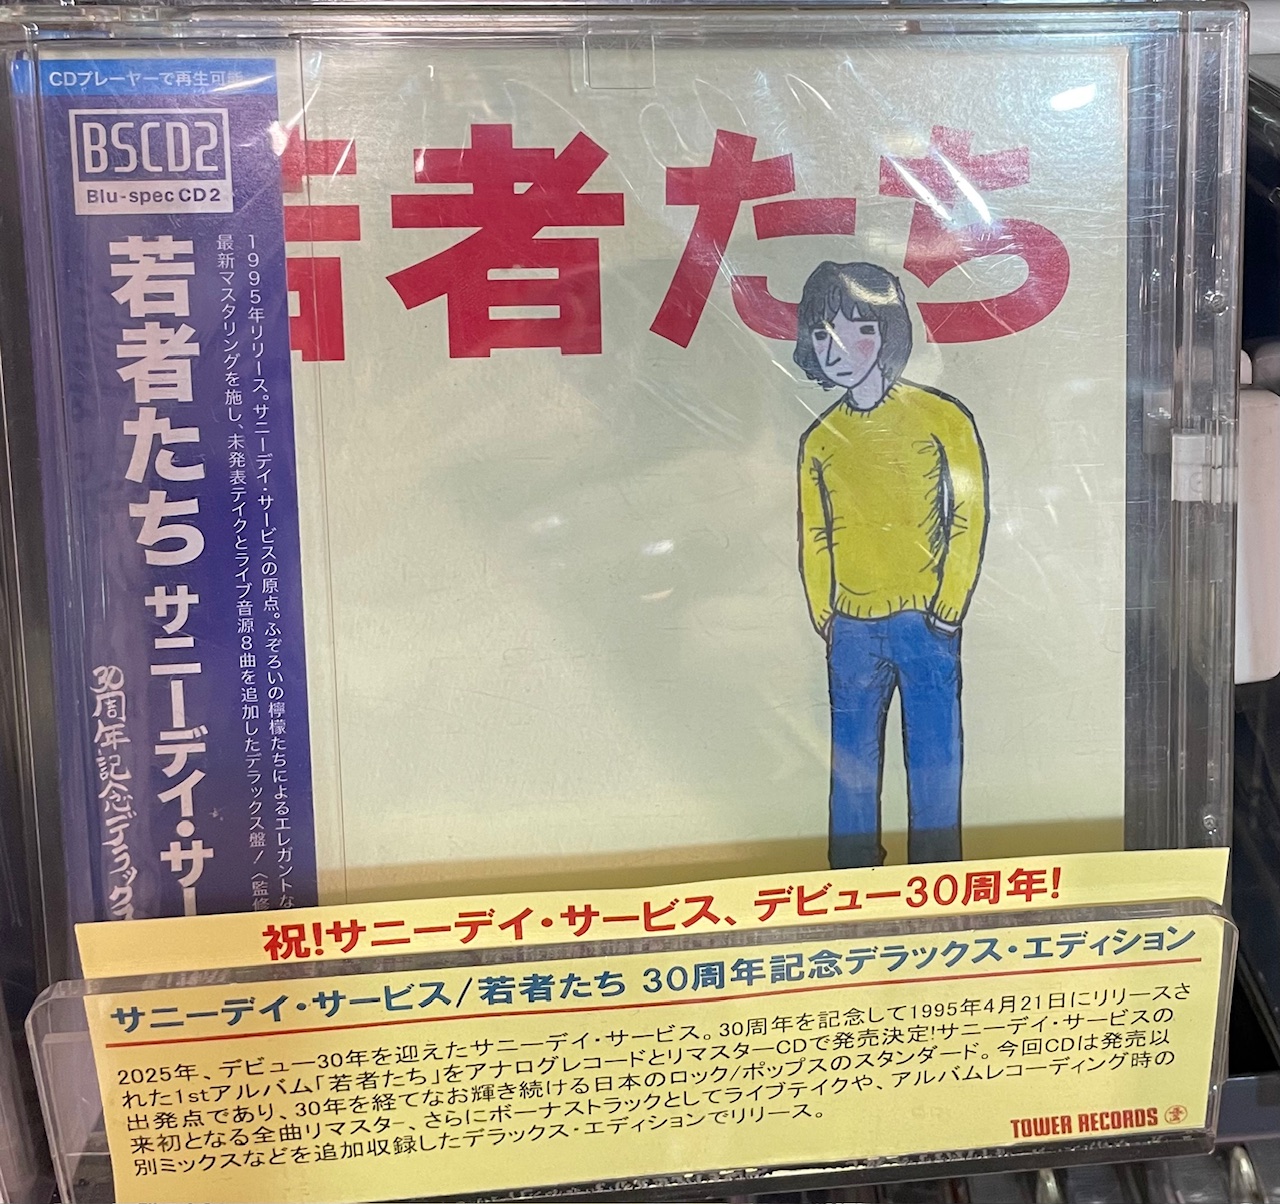 CDプレーヤーで再生可能
BSCD2
Blu-spec CD2
若者たち サニーデイ・サー
30周年記念デラックス
1995年リリース。サニーデイ・サービスの原点。ふぞろいの檸檬たちによるエレガントな
最新マスタリングを施し、未発表テイクとライブ音源8曲を追加したデラックス盤!〈監修
若者たち
祝!サニーデイ・サービス、デビュー30周年!
サニーデイ・サービス/若者たち 30周年記念デラックス・エディション
2025年、デビュー30年を迎えたサニーデイ・サービス。30周年を記念して1995年4月21日にリリースさ
れた1stアルバム「若者たち」をアナログレコードとリマスターCDで発売決定!サニーデイ・サービスの
出発点であり、30年を経てなお輝き続ける日本のロック/ポップスのスタンダード。今回CDは発売以
来初となる全曲リマスター、さらにボーナストラックとしてライブテイクや、アルバムレコーディング時の
別ミックスなどを追加収録したデラックス・エディションでリリース。
TOWER RECORDS